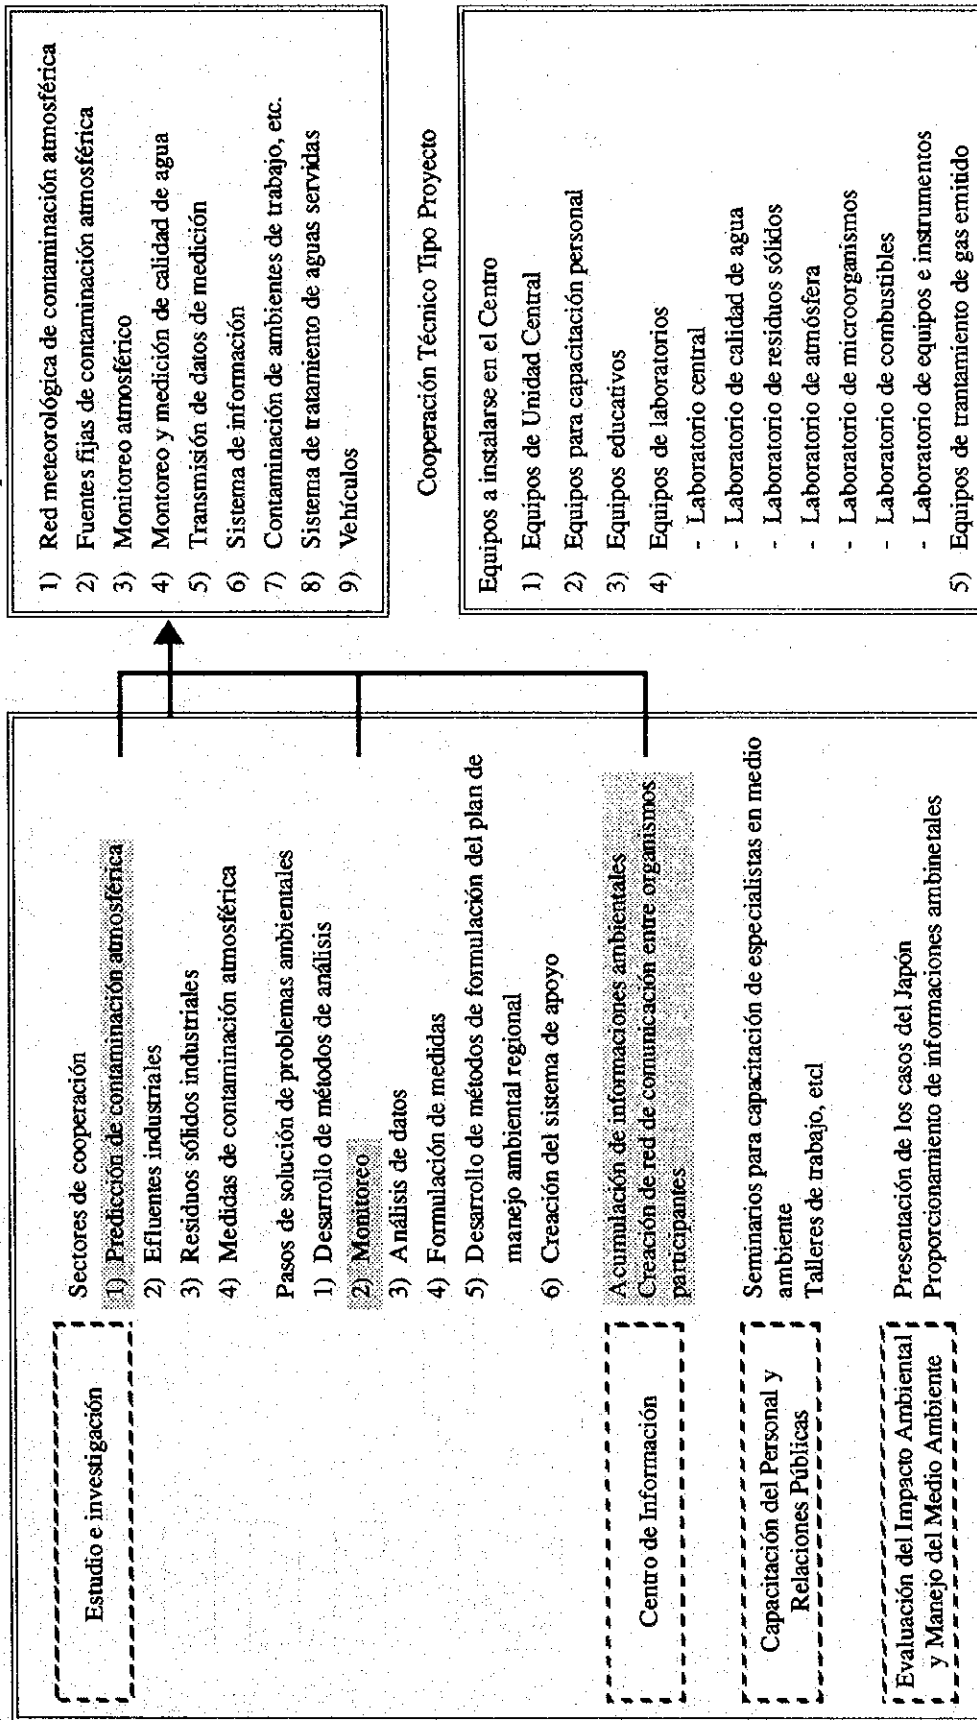 Estudio e investigación
Sectores de cooperación
1) Predicción de contaminación atmosférica
2) Efluentes industriales
3) Residuos sólidos industriales
4) Medidas de contaminación atmosférica
Pasos de solución de problemas ambientales
1) Desarrollo de métodos de análisis
2) Monitoreo
3) Análisis de datos
4) Formulación de medidas
5) Desarrollo de métodos de formulación del plan de
manejo ambiental regional
6) Creación del sistema de apoyo
Centro de Información
Acumulación de informaciones ambientales
Creación de red de comunicación entre organismos
participantes
Capacitación del Personal y
Relaciones Públicas
Seminarios para capacitación de especialistas en medio
ambiente
Talleres de trabajo, etcl
Evaluación del Impacto Ambiental
y Manejo del Medio Ambiente
Presentación de los casos del Japón
Proporcionamiento de informaciones ambinetales
1) Red meteorológica de contaminación atmosférica
2) Fuentes fijas de contaminación atmosférica
3) Monitoreo atmosférico
4) Montoreo y medición de calidad de agua
5) Transmisión de datos de medición
6) Sistema de información
7) Contaminación de ambientes de trabajo, etc.
8) Sistema de tratamiento de aguas servidas
9) Vehículos
Cooperación Técnico Tipo Proyecto
Equipos a instalarse en el Centro
1) Equipos de Unidad Central
2) Equipos para capacitación personal
3) Equipos educativos
4) Equipos de laboratorios
- Laboratorio central
- Laboratorio de calidad de agua
- Laboratorio de residuos sólidos
- Laboratorio de atmósfera
- Laboratorio de microorganismos
- Laboratorio de combustibles
- Laboratorio de equipos e instrumentos
5) Equipos de trantamiento de gas emitido